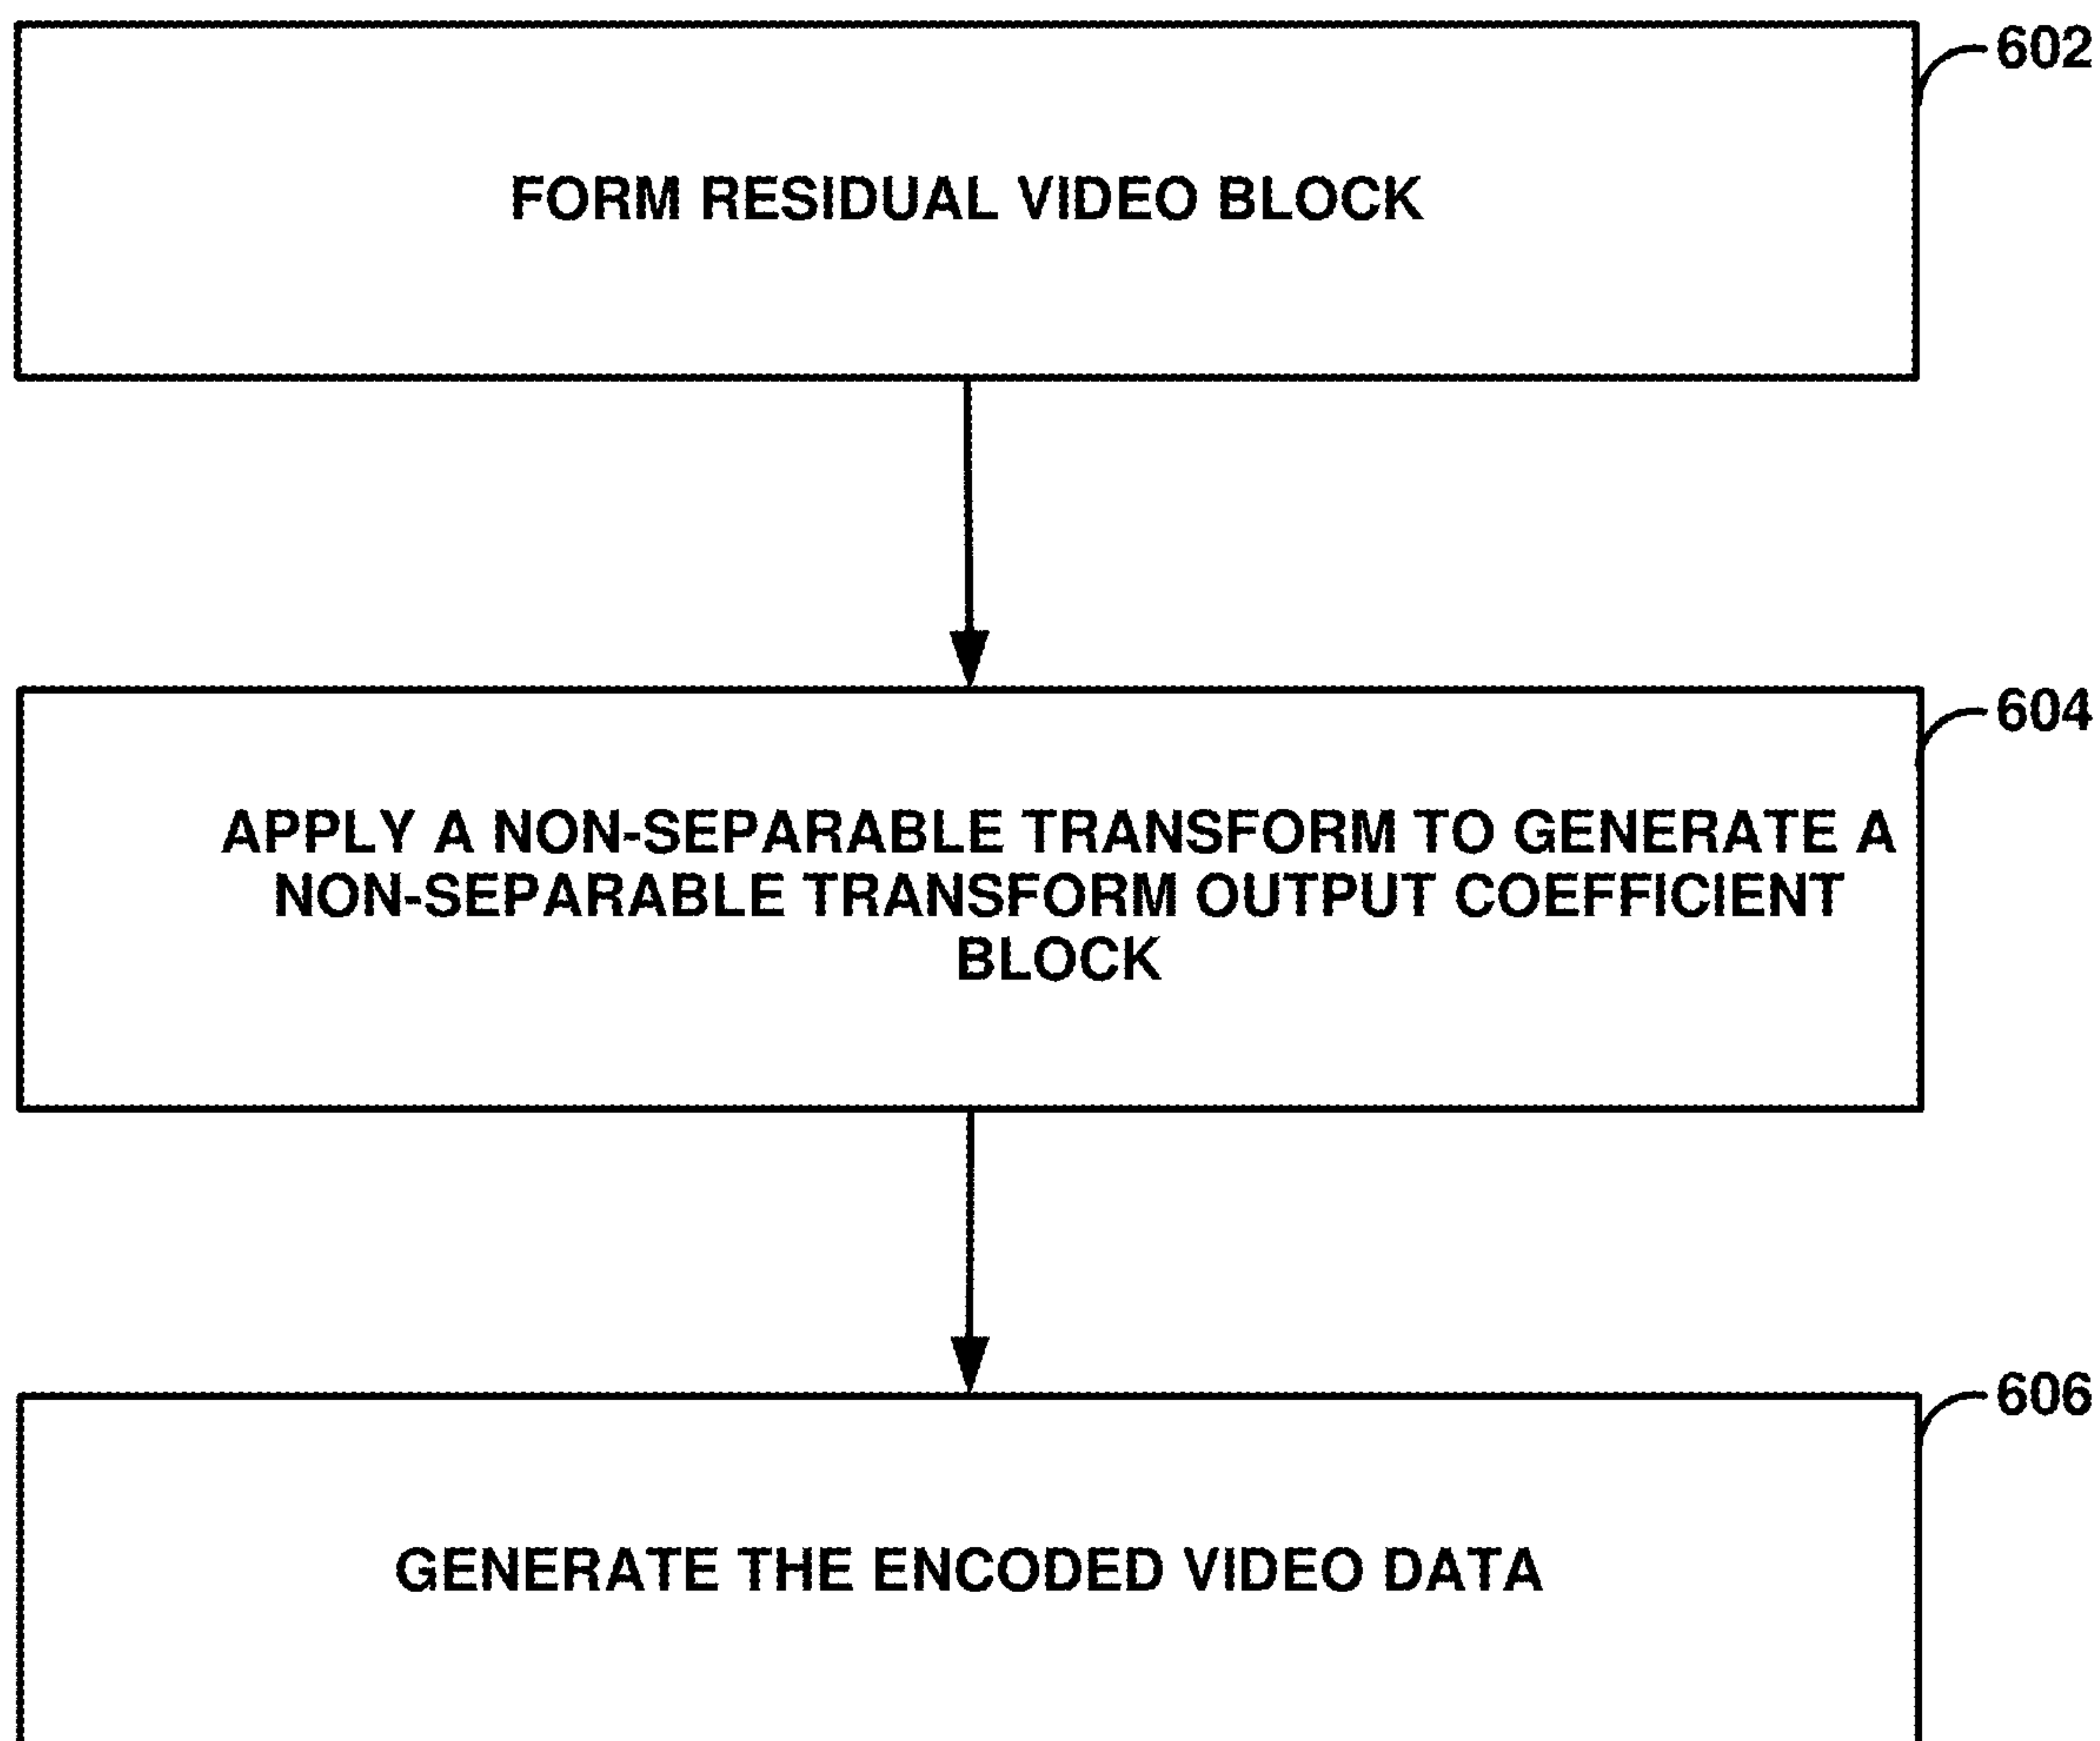 602
FORM RESIDUAL VIDEO BLOCK
604
APPLY A NON-SEPARABLE TRANSFORM TO GENERATE A
NON-SEPARABLE TRANSFORM OUTPUT COEFFICIENT
BLOCK
606
GENERATE THE ENCODED VIDEO DATA